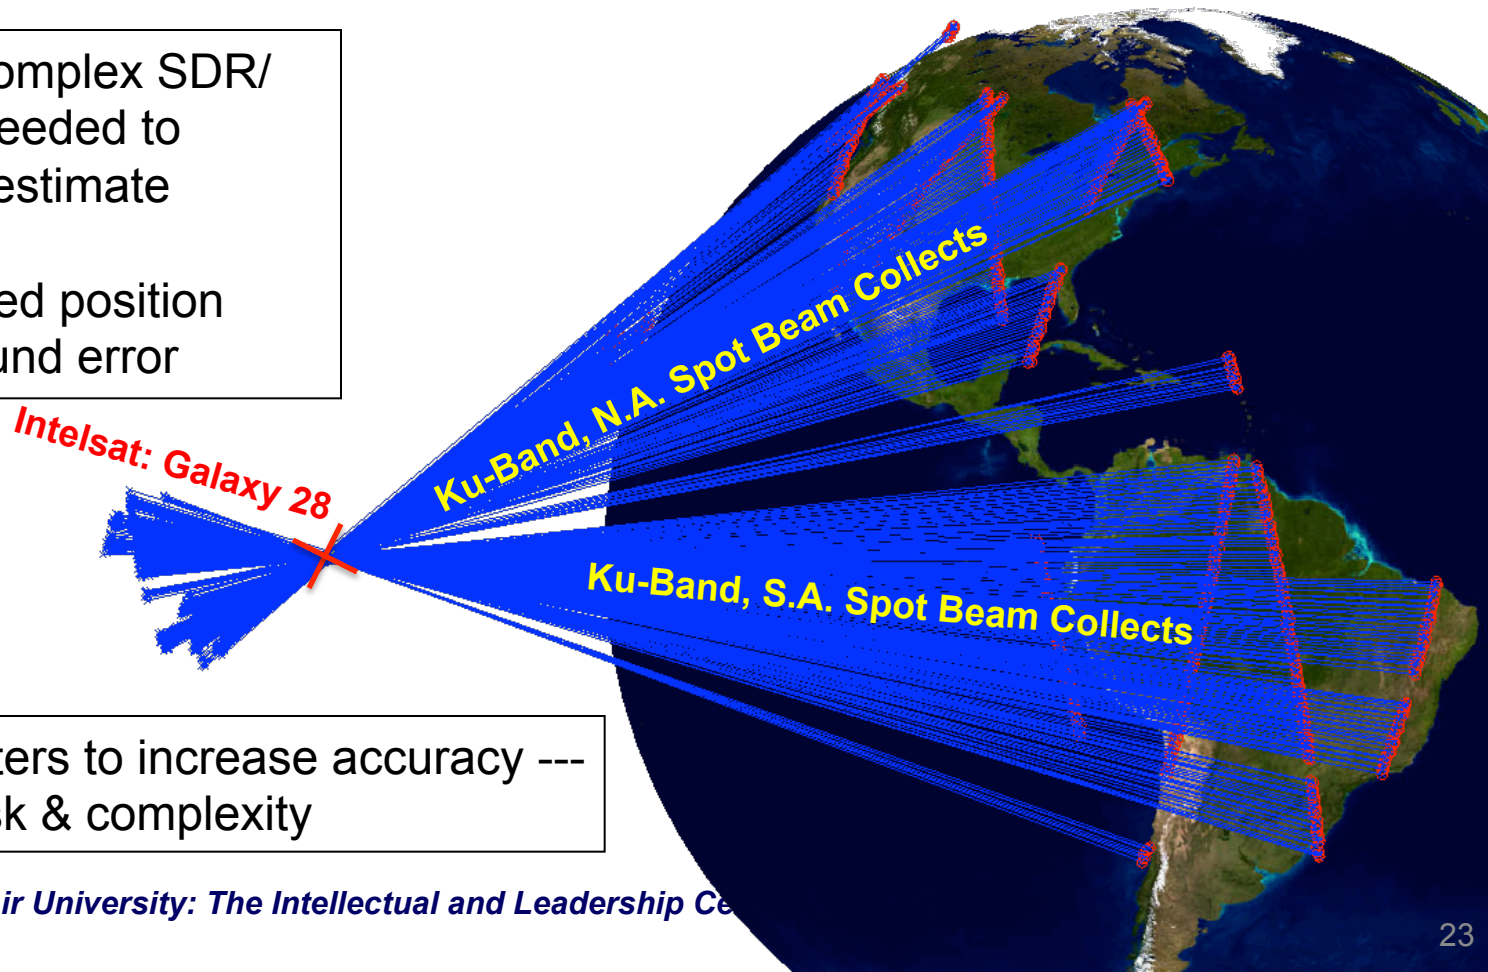 omplex SDR/
eeded to
estimate
ed position
und error
Intelsat: Galaxy 28
Ku-Band, N.A. Spot Beam Collects
Ku-Band, S.A. Spot Beam Collects
ters to increase accuracy ---
sk & complexity
ir University: The Intellectual and Leadership Ce
23